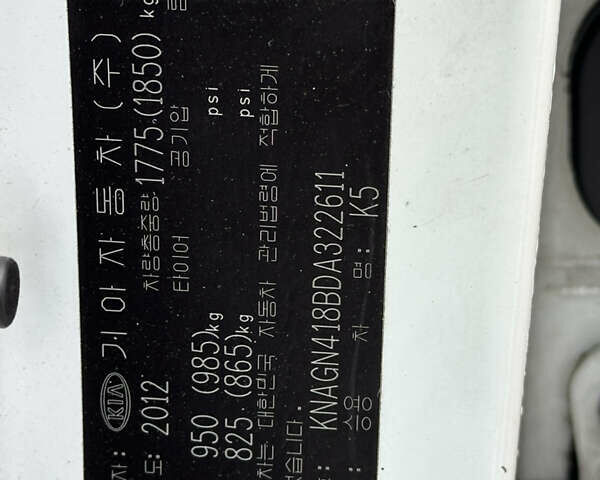 자: KIA 기아자동차(주)
도: 2012 차량총중량 1775 (1850) kg
타이어 공기압
950 (985)kg psi
825 (865)kg psi
차는 대한민국 자동차 관리법령에 적합하게
었습니다.
: KNAGN418BDA322611
: 승용 차 명: K5